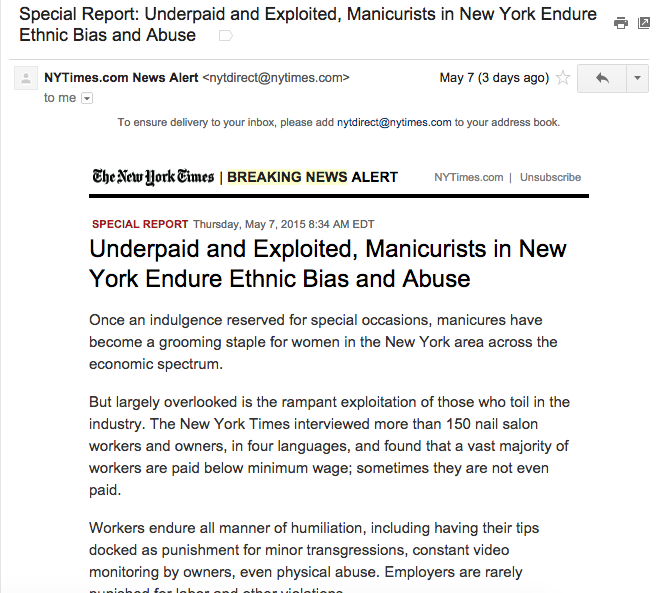 Special Report: Underpaid and Exploited, Manicurists in New York Endure
Ethnic Bias and Abuse
NYTimes.com News Alert <nytdirect@nytimes.com>
May 7 (3 days ago)
to me
To ensure delivery to your inbox, please add nytdirect@nytimes.com to your address book.
The New York Times | BREAKING NEWS ALERT
NYTimes.com | Unsubscribe
SPECIAL REPORT Thursday, May 7, 2015 8:34 AM EDT
Underpaid and Exploited, Manicurists in New
York Endure Ethnic Bias and Abuse
Once an indulgence reserved for special occasions, manicures have
become a grooming staple for women in the New York area across the
economic spectrum.
But largely overlooked is the rampant exploitation of those who toil in the
industry. The New York Times interviewed more than 150 nail salon
workers and owners, in four languages, and found that a vast majority of
workers are paid below minimum wage; sometimes they are not even
paid.
Workers endure all manner of humiliation, including having their tips
docked as punishment for minor transgressions, constant video
monitoring by owners, even physical abuse. Employers are rarely
punished for labor and other violations.